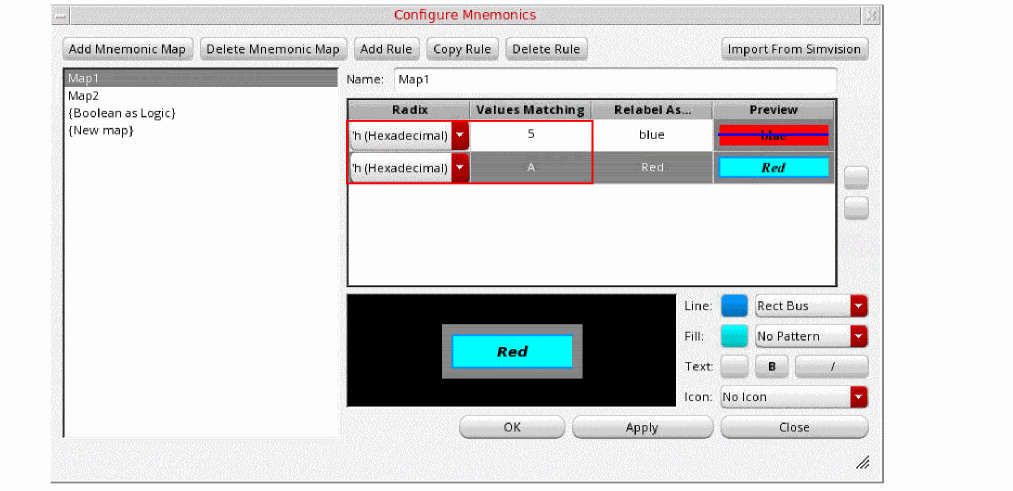 Configure Mnemonics
Add Mnemonic Map Delete Mnemonic Map Add Rule Copy Rule Delete Rule Import From Simvision
Map1
Map2
{Boolean as Logic}
{New map}
Name: Map1
Radix Values Matching Relabel As... Preview
'h (Hexadecimal) 5 blue blue
'h (Hexadecimal) A Red Red
Red
Line: Rect Bus
Fill: No Pattern
Text: B /
Icon: No Icon
OK Apply Close